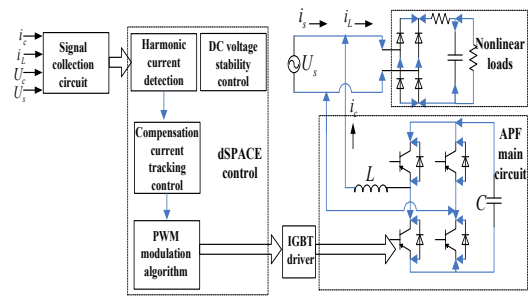 i_c
i_L
U_c
U_s
Signal
collection
circuit
Harmonic
current
detection
DC voltage
stability
control
Compensation
current
tracking
control
dSPACE
control
PWM
modulation
algorithm
IGBT
driver
i_s
i_L
U_s
i_c
Nonlinear
loads
L
C
APF
main
circuit